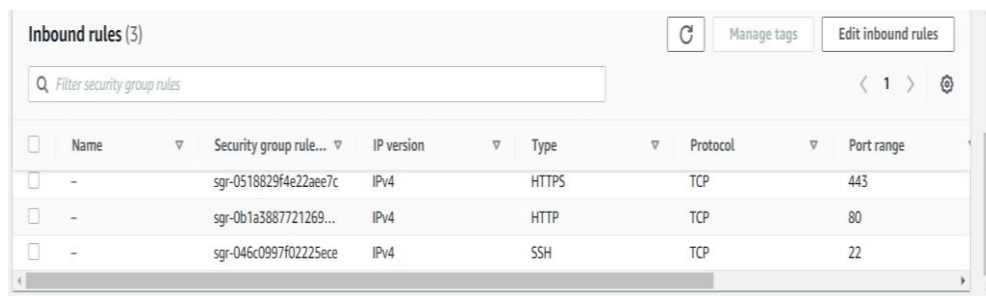 Inbound rules (3)
Manage tags
Edit inbound rules
Filter security group rules
1
Name Security group rule... IP version Type Protocol Port range
– sgr-0518829f4e22aee7c IPv4 HTTPS TCP 443
– sgr-0b1a3887721269... IPv4 HTTP TCP 80
– sgr-046c0997f02225ece IPv4 SSH TCP 22